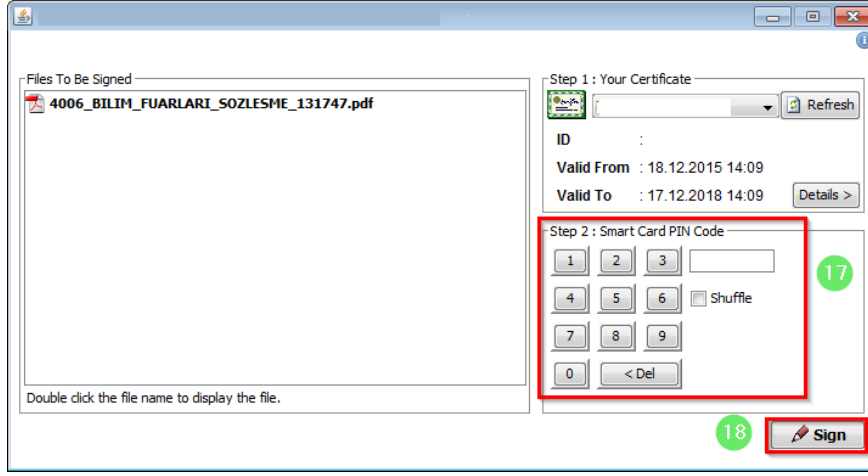 Files To Be Signed
4006_BILIM_FUARLARI_SOZLESME_131747.pdf
Double click the file name to display the file.
Step 1 : Your Certificate
Refresh
ID :
Valid From : 18.12.2015 14:09
Valid To : 17.12.2018 14:09
Details >
Step 2 : Smart Card PIN Code
1 2 3
4 5 6 Shuffle
7 8 9
0 < Del
17
18
Sign